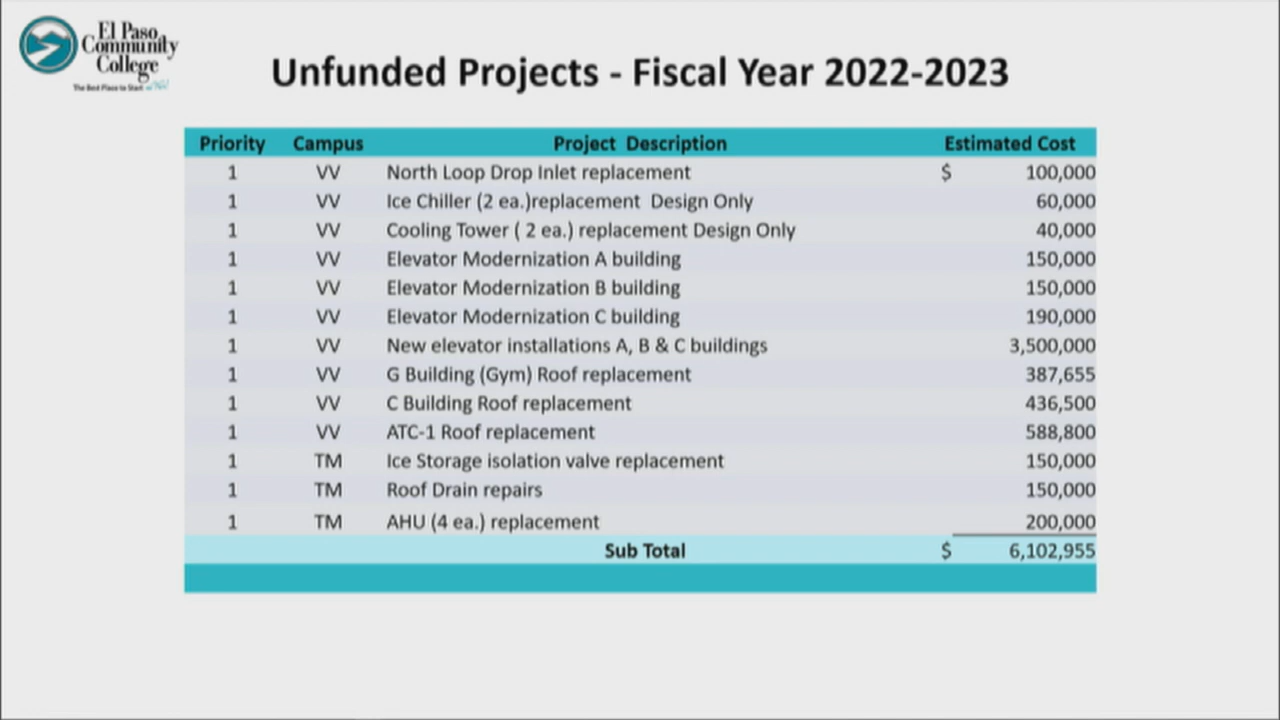 El Paso
Community
College
The Best Place to Start
Unfunded Projects - Fiscal Year 2022-2023
Priority Campus Project Description Estimated Cost
1 VV North Loop Drop Inlet replacement $ 100,000
1 VV Ice Chiller (2 ea.)replacement Design Only 60,000
1 VV Cooling Tower ( 2 ea.) replacement Design Only 40,000
1 VV Elevator Modernization A building 150,000
1 VV Elevator Modernization B building 150,000
1 VV Elevator Modernization C building 190,000
1 VV New elevator installations A, B & C buildings 3,500,000
1 VV G Building (Gym) Roof replacement 387,655
1 VV C Building Roof replacement 436,500
1 VV ATC-1 Roof replacement 588,800
1 TM Ice Storage isolation valve replacement 150,000
1 TM Roof Drain repairs 150,000
1 TM AHU (4 ea.) replacement 200,000
Sub Total $ 6,102,955